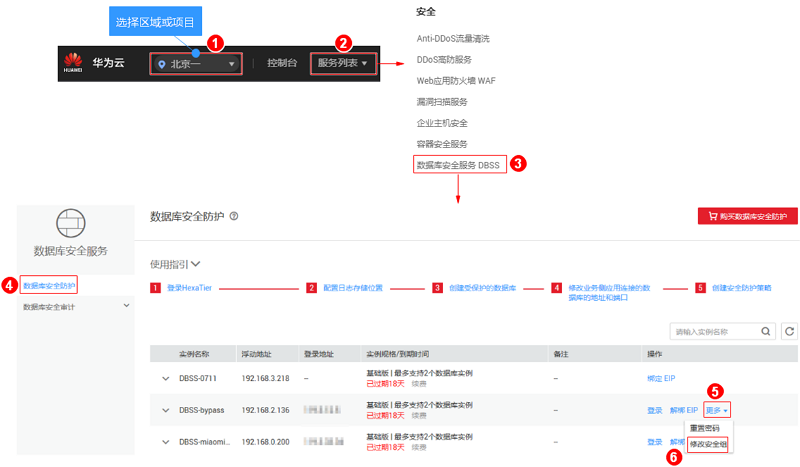 选择区域或项目
1
2
HUAWEI 华为云 北京一 控制台 服务列表
安全
Anti-DDoS流量清洗
DDoS高防服务
Web应用防火墙 WAF
漏洞扫描服务
企业主机安全
容器安全服务
数据库安全服务 DBSS 3
数据库安全服务
4 数据库安全防护
数据库安全审计
数据库安全防护 ?
购买数据库安全防护
使用指引
1 登录HexaTier
2 配置日志存储位置
3 创建受保护的数据库
4 修改业务侧应用连接的数
据库的地址和端口
5 创建安全防护策略
请输入实例名称
实例名称 浮动地址 登录地址 实例规格/到期时间 备注 操作
DBSS-0711 192.168.3.218 -- 基础版 | 最多支持2个数据库实例 -- 绑定 EIP
已过期18天 续费
5
DBSS-bypass 192.168.2.136 基础版 | 最多支持2个数据库实例 -- 登录 解绑 EIP 更多
已过期18天 续费
重置密码
6 修改安全组
DBSS-miaomi... 192.168.0.200 基础版 | 最多支持2个数据库实例 -- 登录 解绑
已过期18天 续费